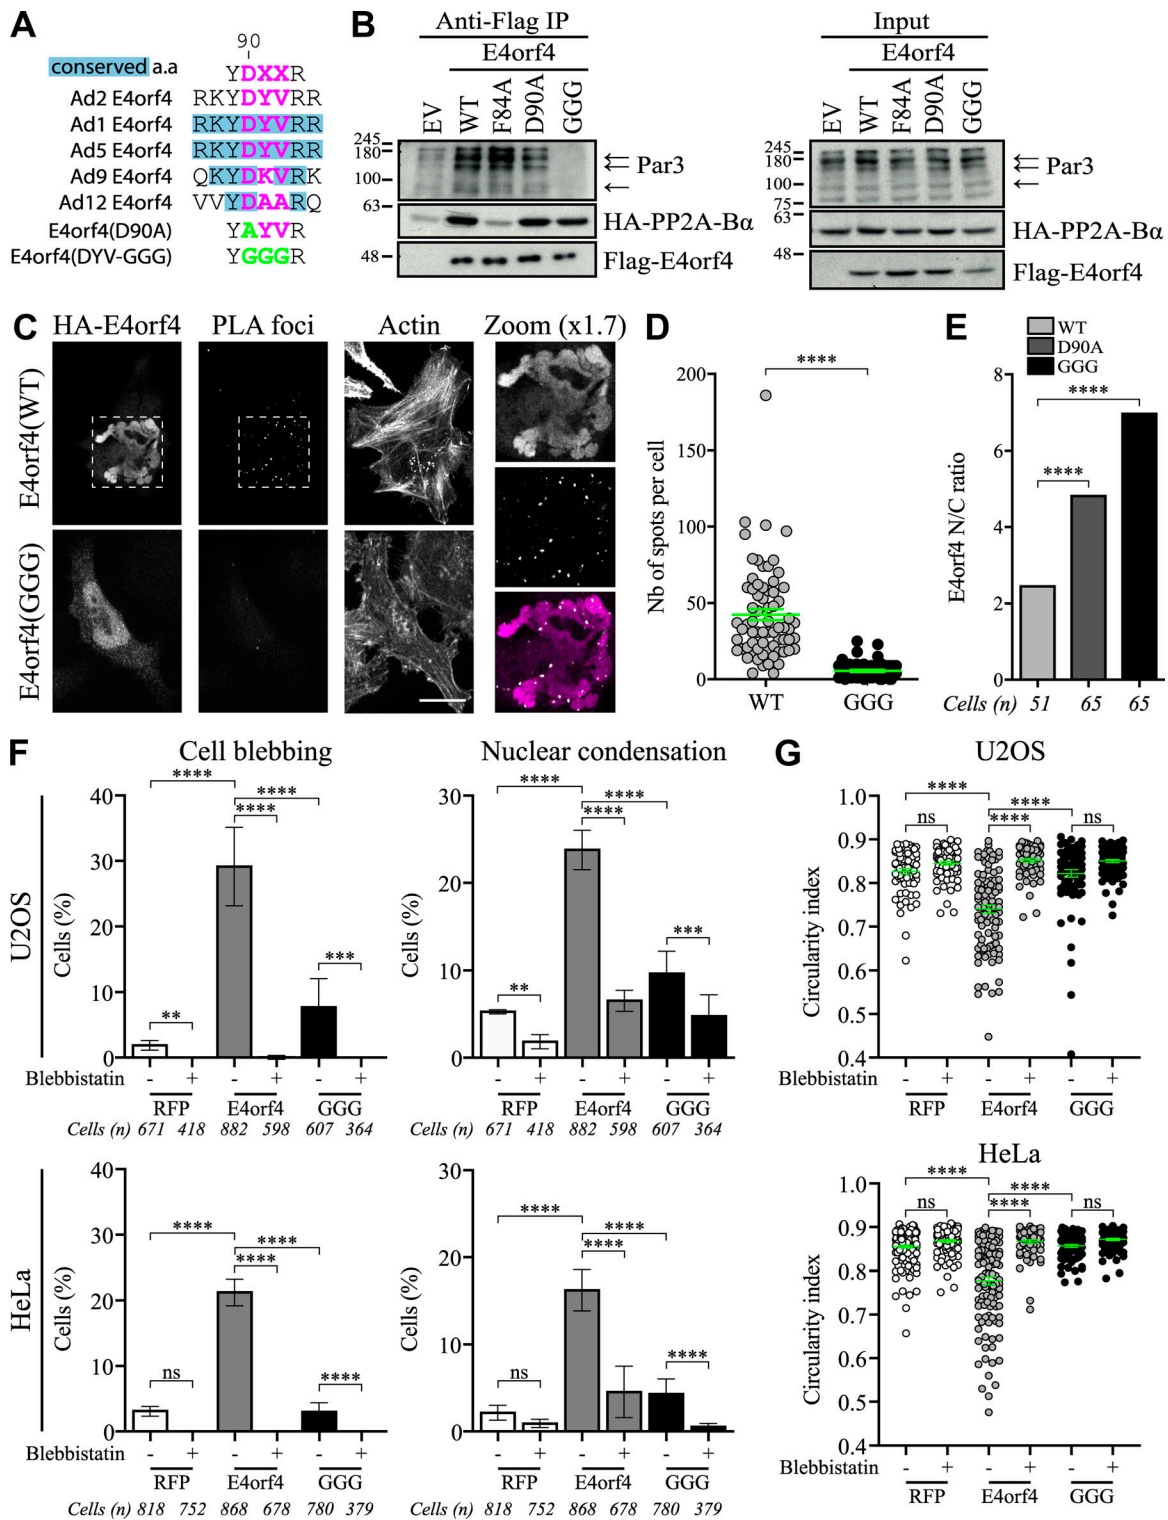 A
90
conserved a.a
YDXXR
Ad2 E4orf4 RKYDYVRR
Ad1 E4orf4 RKYDYVRR
Ad5 E4orf4 RKYDYVRR
Ad9 E4orf4 QKYDKVRK
Ad12 E4orf4 VVYDAARQ
E4orf4(D90A) YAYVR
E4orf4(DYV-GGG) YGGGR
B
Anti-Flag IP
E4orf4
EV WT F84A D90A GGG
245
180
100
63
48
Par3
HA-PP2A-Bα
Flag-E4orf4
Input
E4orf4
EV WT F84A D90A GGG
245
180
100
75
63
48
Par3
HA-PP2A-Bα
Flag-E4orf4
C
HA-E4orf4 PLA foci Actin Zoom (x1.7)
E4orf4(WT)
E4orf4(GGG)
D
****
Nb of spots per cell
200
150
100
50
0
WT GGG
E
WT
D90A
GGG
****
****
E4orf4 N/C ratio
8
6
4
2
0
Cells (n) 51 65 65
F
U2OS
Cell blebbing
Cells (%)
40
30
20
10
0
**
****
****
****
***
Blebbistatin - + - + - +
RFP E4orf4 GGG
Cells (n) 671 418 882 598 607 364
Nuclear condensation
Cells (%)
30
20
10
0
**
****
****
****
***
- + - + - +
RFP E4orf4 GGG
671 418 882 598 607 364
HeLa
Cells (%)
40
30
20
10
0
ns
****
****
****
****
Blebbistatin - + - + - +
RFP E4orf4 GGG
Cells (n) 818 752 868 678 780 379
Cells (%)
30
20
10
0
ns
****
****
****
****
- + - + - +
RFP E4orf4 GGG
818 752 868 678 780 379
G
U2OS
Circularity index
1.0
0.9
0.8
0.7
0.6
0.4
ns
****
****
****
ns
Blebbistatin - + - + - +
RFP E4orf4 GGG
HeLa
Circularity index
1.0
0.9
0.8
0.7
0.6
0.4
ns
****
****
****
ns
Blebbistatin - + - + - +
RFP E4orf4 GGG